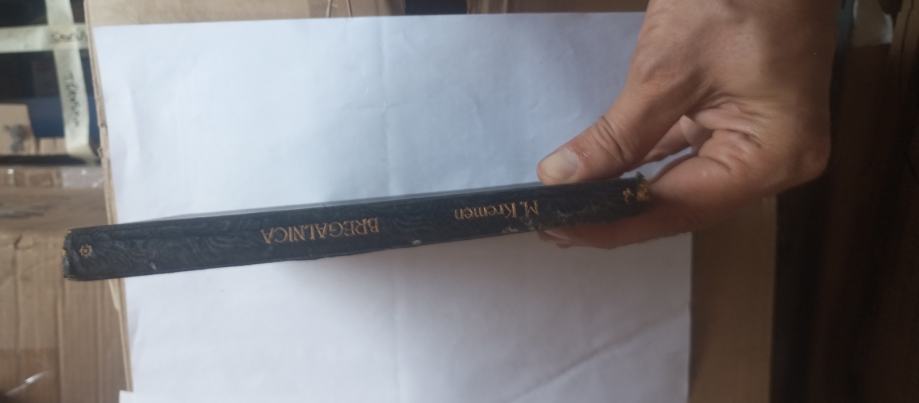 M. Kremen
BREGALNICA